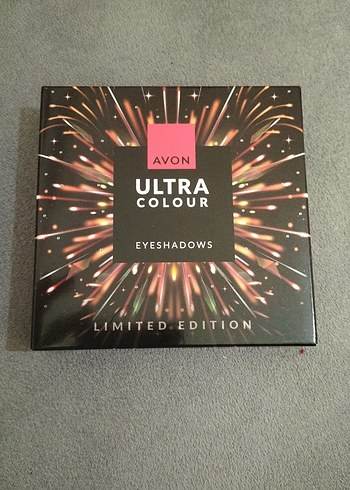 AVON
ULTRA
COLOUR
EYESHADOWS
LIMITED EDITION